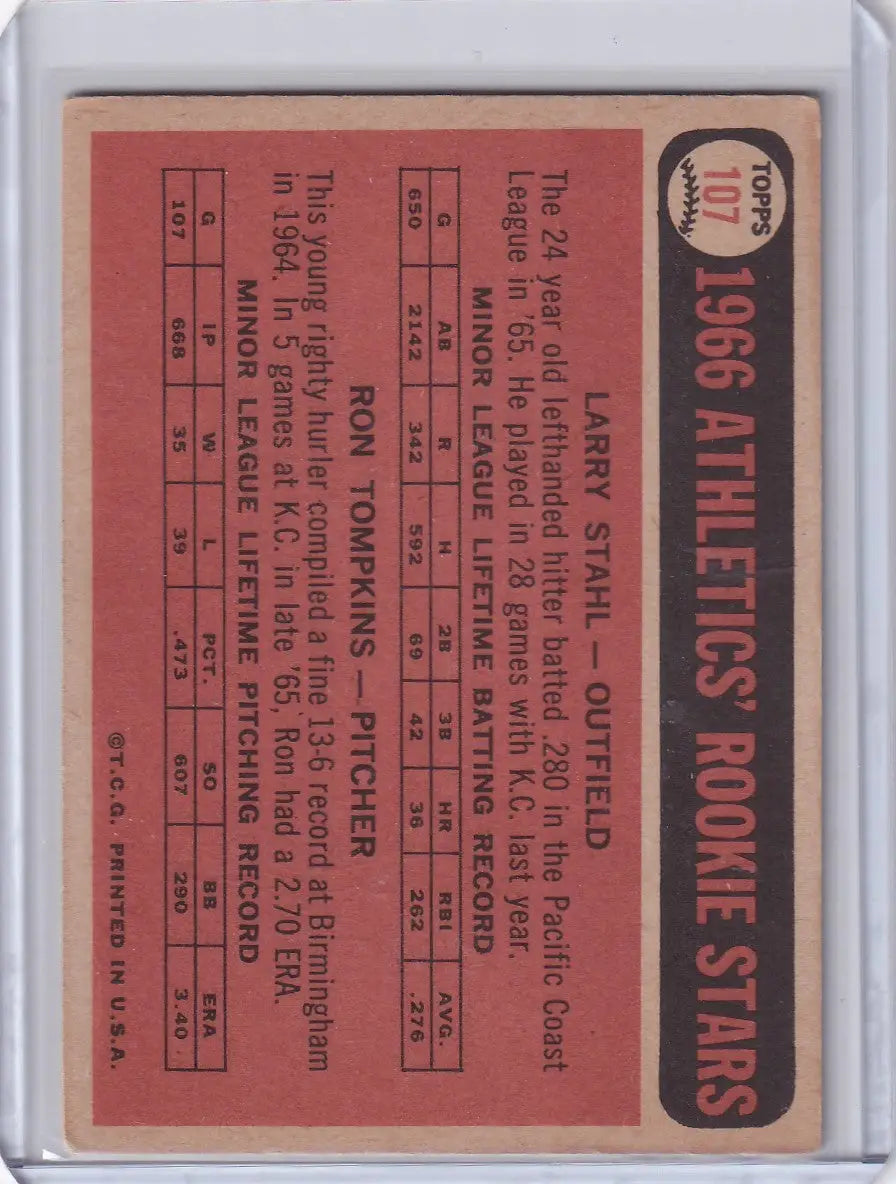 TOPPS
107
1966 ATHLETICS' ROOKIE STARS
LARRY STAHL — OUTFIELD
The 24 year old lefthanded hitter batted .280 in the Pacific Coast
League in '65. He played in 28 games with K.C. last year.
MINOR LEAGUE LIFETIME BATTING RECORD
G AB R H 2B 3B HR RBI AVG.
650 2142 342 592 69 42 36 262 .276
RON TOMPKINS — PITCHER
This young righty hurler compiled a fine 13-6 record at Birmingham
in 1964. In 5 games at K.C. in late '65, Ron had a 2.70 ERA.
MINOR LEAGUE LIFETIME PITCHING RECORD
G IP W L PCT. SO BB ERA
107 668 35 39 .473 607 290 3.40
©T.C.G. PRINTED IN U.S.A.